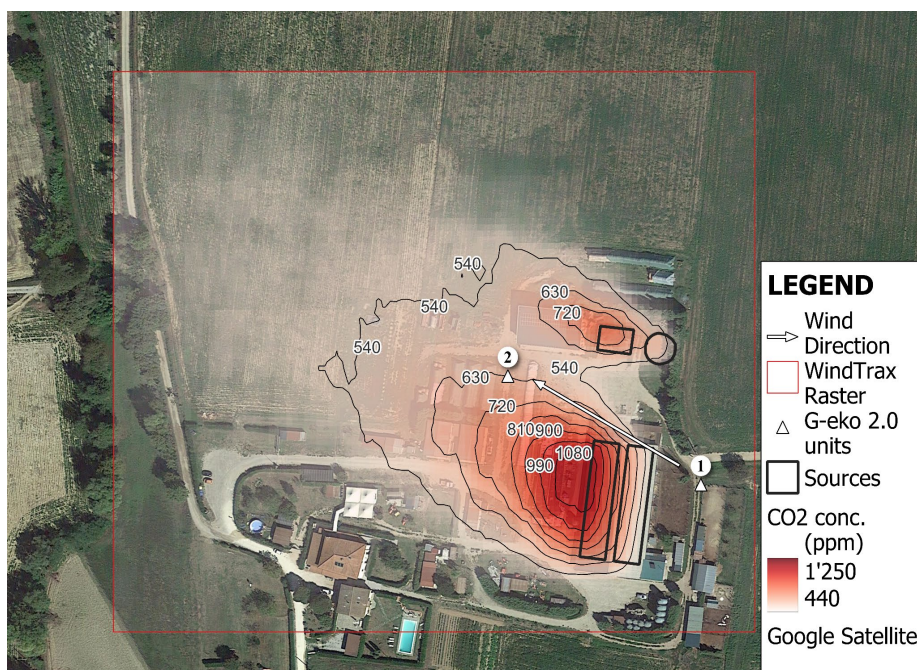 540
540
630
720
540
2
540
630
720
810
900
1080
990
1
LEGEND
Wind
Direction
WindTrax
Raster
G-eko 2.0
units
Sources
CO2 conc.
(ppm)
1'250
440
Google Satellite